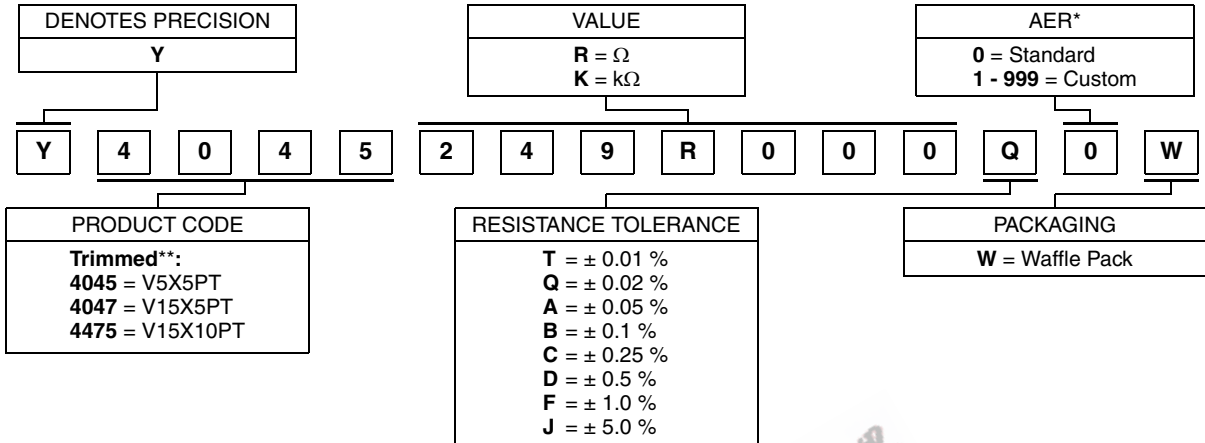 DENOTES PRECISION
Y
VALUE
R = Ω
K = kΩ
AER*
0 = Standard
1 - 999 = Custom
Y 4 0 4 5 2 4 9 R 0 0 0 Q 0 W
PRODUCT CODE
Trimmed**:
4045 = V5X5PT
4047 = V15X5PT
4475 = V15X10PT
RESISTANCE TOLERANCE
T = ± 0.01 %
Q = ± 0.02 %
A = ± 0.05 %
B = ± 0.1 %
C = ± 0.25 %
D = ± 0.5 %
F = ± 1.0 %
J = ± 5.0 %
PACKAGING
W = Waffle Pack